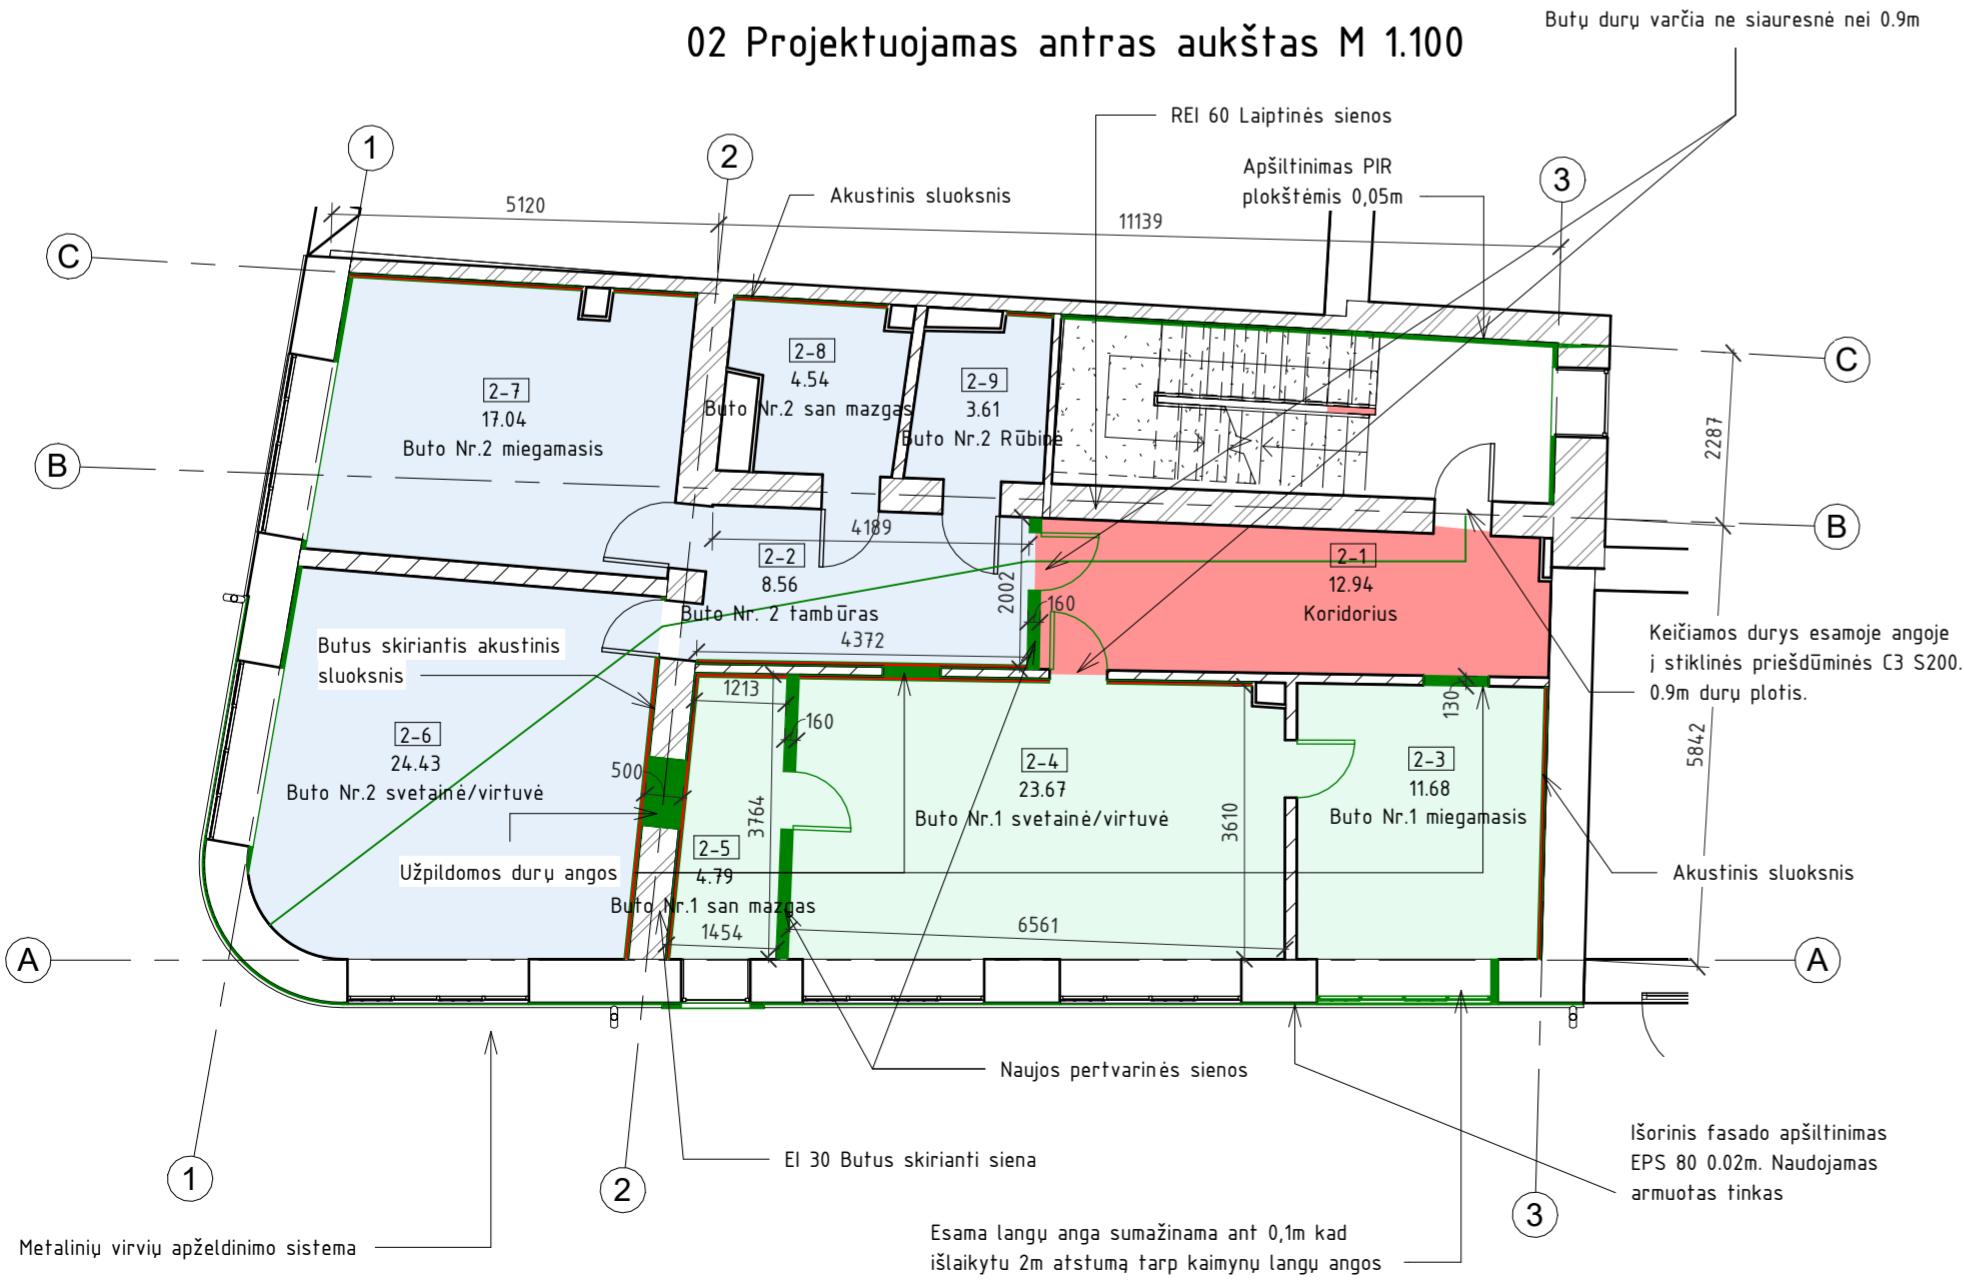 02 Projektuojamas antras aukštas M 1.100
Butų durų varčia ne siauresnė nei 0.9m
REI 60 Laiptinės sienos
Apšiltinimas PIR
plokštėmis 0,05m
Akustinis sluoksnis
1
2
3
5120
11139
C
C
B
B
A
A
2-7
17.04
Buto Nr.2 miegamasis
2-8
4.54
Buto Nr.2 san mazgas
2-9
3.61
Buto Nr.2 Rūbinė
2287
4189
2-2
8.56
Buto Nr. 2 tambūras
2002
160
4372
2-1
12.94
Koridorius
Butus skiriantis akustinis
sluoksnis
Keičiamos durys esamoje angoje
į stiklinės priešdūminės C3 S200.
0.9m durų plotis.
1213
160
130
5842
2-6
24.43
Buto Nr.2 svetainė/virtuvė
500
3764
2-4
23.67
Buto Nr.1 svetainė/virtuvė
3610
2-3
11.68
Buto Nr.1 miegamasis
Užpildomos durų angos
2-5
4.79
Buto Nr.1 san mazgas
1454
6561
Akustinis sluoksnis
Naujos pertvarinės sienos
EI 30 Butus skirianti siena
Išorinis fasado apšiltinimas
EPS 80 0.02m. Naudojamas
armuotas tinkas
1
2
3
Metalinių virvių apželdinimo sistema
Esama langų anga sumažinama ant 0,1m kad
išlaikytu 2m atstumą tarp kaimynų langų angos